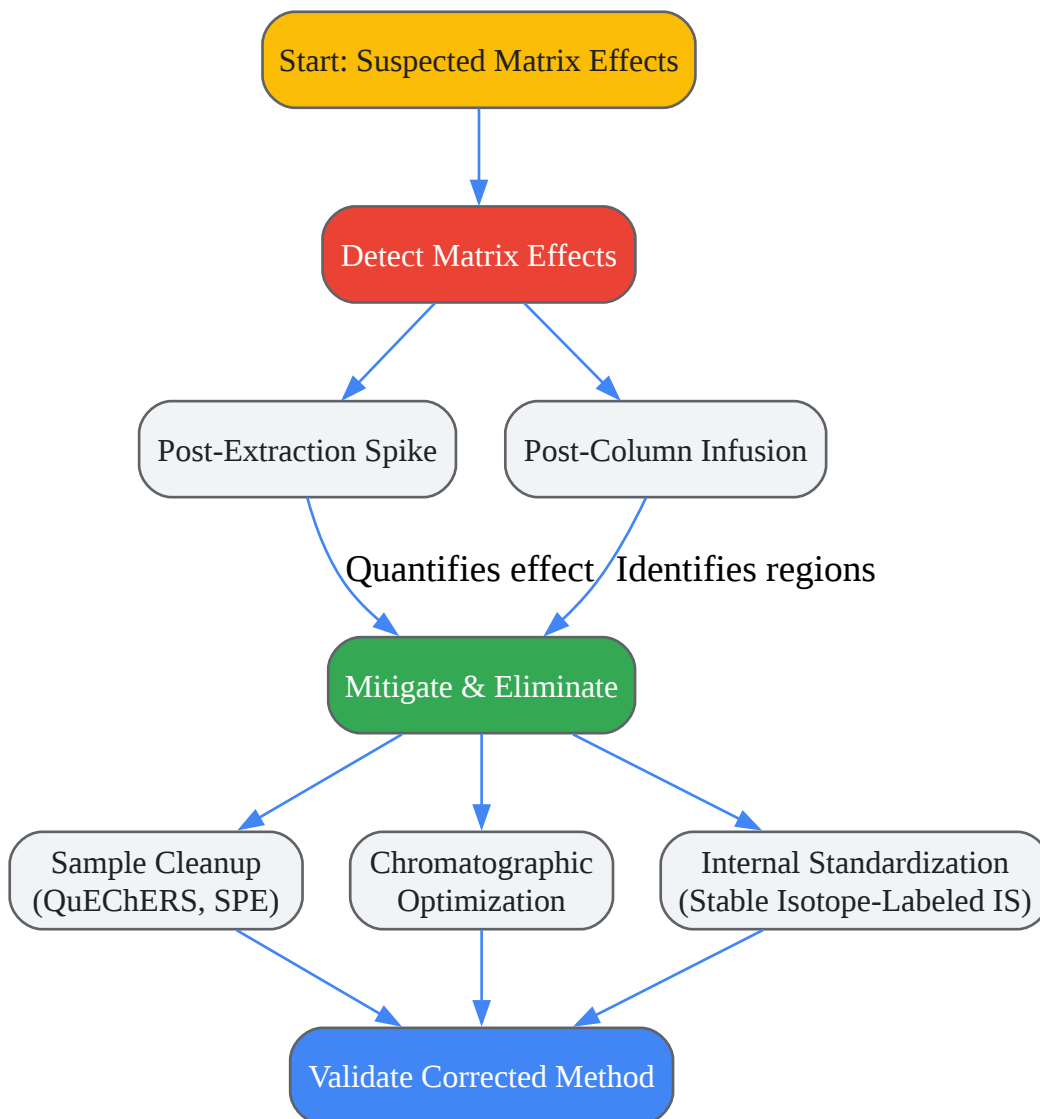 Start: Suspected Matrix Effects
Detect Matrix Effects
Post-Extraction Spike
Post-Column Infusion
Quantifies effect
Identifies regions
Mitigate & Eliminate
Sample Cleanup
(QuEChERS, SPE)
Chromatographic
Optimization
Internal Standardization
(Stable Isotope-Labeled IS)
Validate Corrected Method